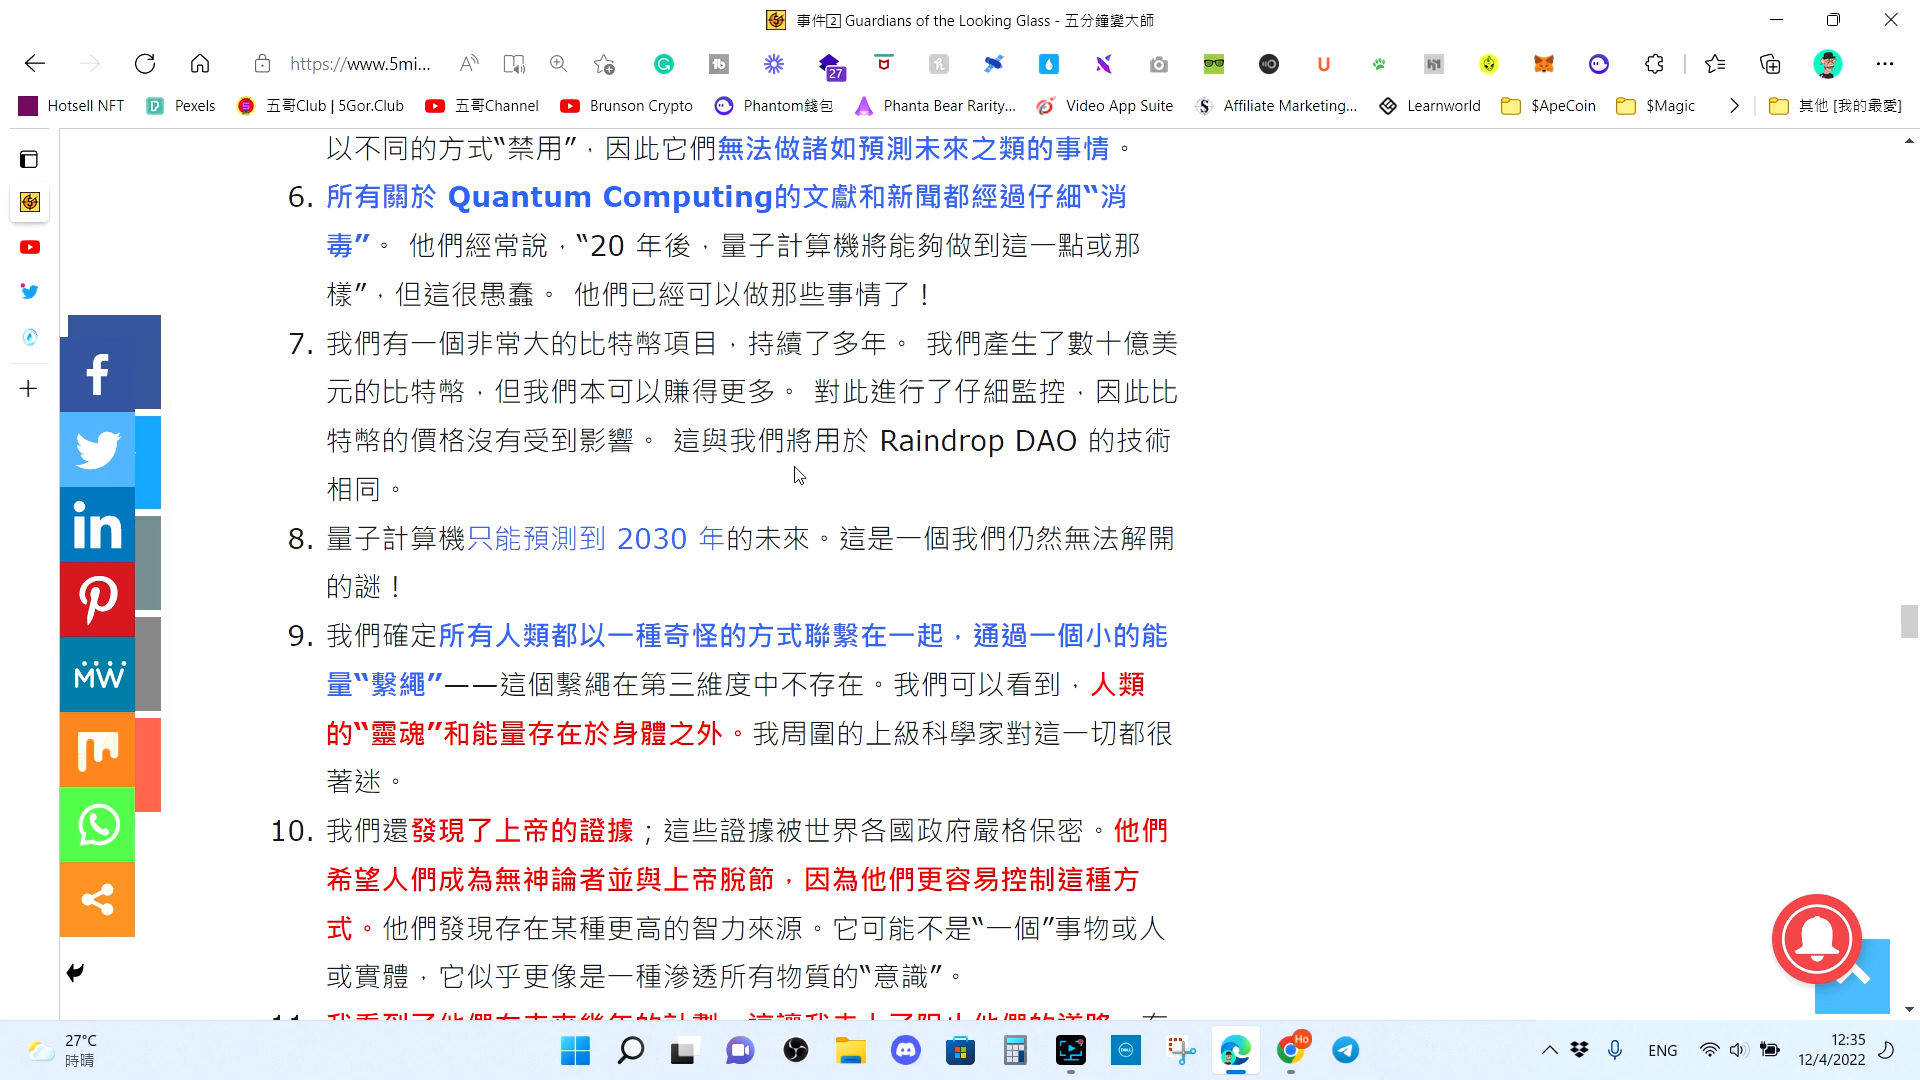 事件2 Guardians of the Looking Glass - 五分鐘變大師
https://www.5mi...
27
Hotsell NFT
Pexels
五哥Club | 5Gor.Club
五哥Channel
Brunson Crypto
Phantom錢包
Phanta Bear Rarity...
Video App Suite
Affiliate Marketing...
Learnworld
$ApeCoin
$Magic
其他 [我的最愛]
以不同的方式“禁用”，因此它們無法做諸如預測未來之類的事情。
6. 所有關於 Quantum Computing的文獻和新聞都經過仔細“消
毒”。 他們經常說，“20 年後，量子計算機將能夠做到這一點或那
樣”，但這很愚蠢。 他們已經可以做那些事情了！
7. 我們有一個非常大的比特幣項目，持續了多年。 我們產生了數十億美
元的比特幣，但我們本可以賺得更多。 對此進行了仔細監控，因此比
特幣的價格沒有受到影響。 這與我們將用於 Raindrop DAO 的技術
相同。
8. 量子計算機只能預測到 2030 年的未來。這是一個我們仍然無法解開
的謎！
9. 我們確定所有人類都以一種奇怪的方式聯繫在一起，通過一個小的能
量“繫繩”——這個繫繩在第三維度中不存在。我們可以看到，人類
的“靈魂”和能量存在於身體之外。我周圍的上級科學家對這一切都很
著迷。
10. 我們還發現了上帝的證據；這些證據被世界各國政府嚴格保密。他們
希望人們成為無神論者並與上帝脫節，因為他們更容易控制這種方
式。他們發現存在某種更高的智力來源。它可能不是“一個”事物或人
或實體，它似乎更像是一種滲透所有物質的“意識”。
27°C
時晴
Ho
ENG
12:35
12/4/2022